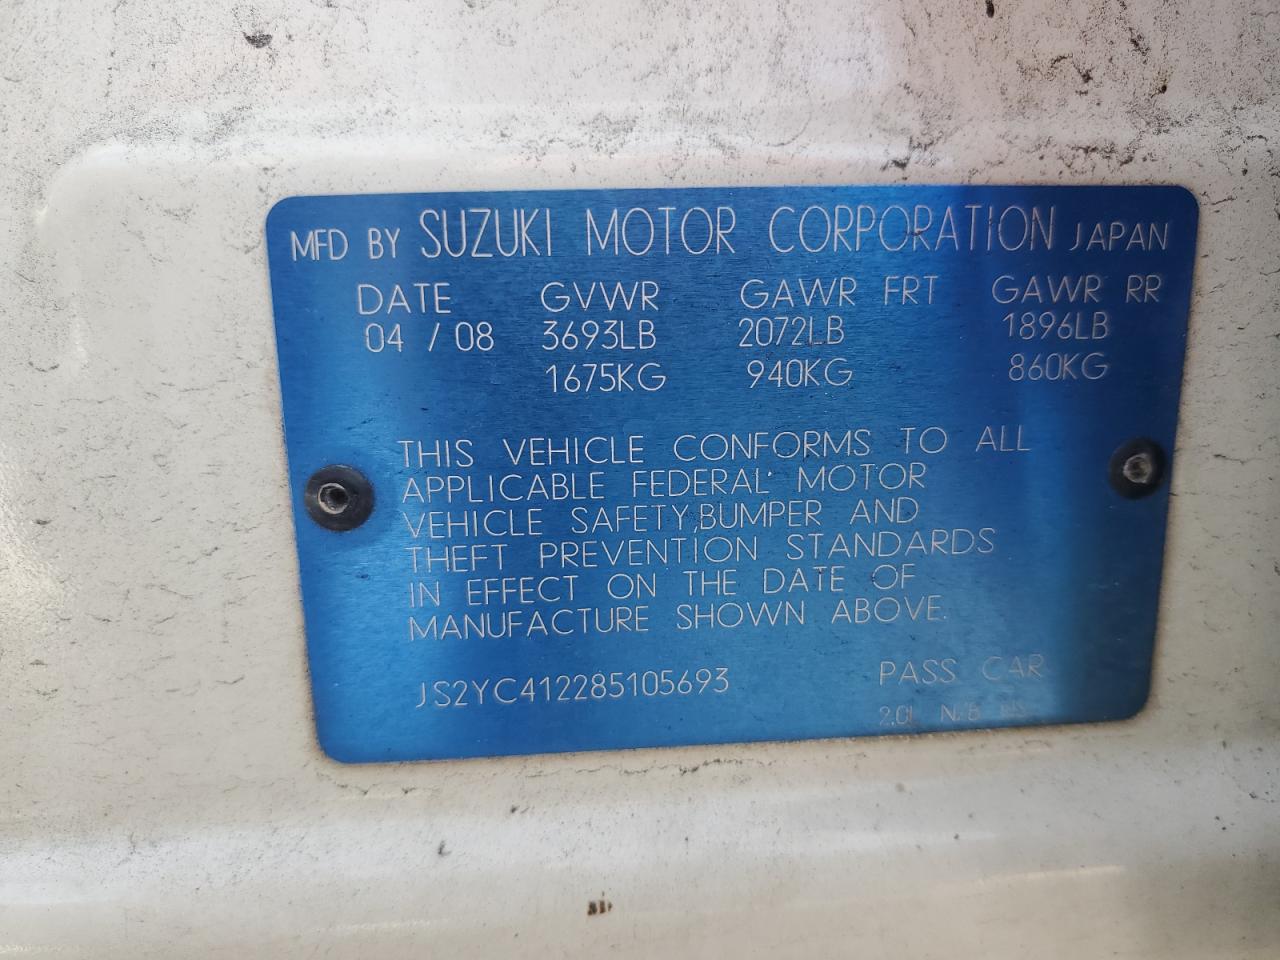 MFD BY SUZUKI MOTOR CORPORATION JAPAN
DATE GVWR GAWR FRT GAWR RR
04 / 08 3693LB 2072LB 1896LB
1675KG 940KG 860KG
THIS VEHICLE CONFORMS TO ALL
APPLICABLE FEDERAL MOTOR
VEHICLE SAFETY,BUMPER AND
THEFT PREVENTION STANDARDS
IN EFFECT ON THE DATE OF
MANUFACTURE SHOWN ABOVE.
JS2YC412285105693 PASS CAR
2.0L